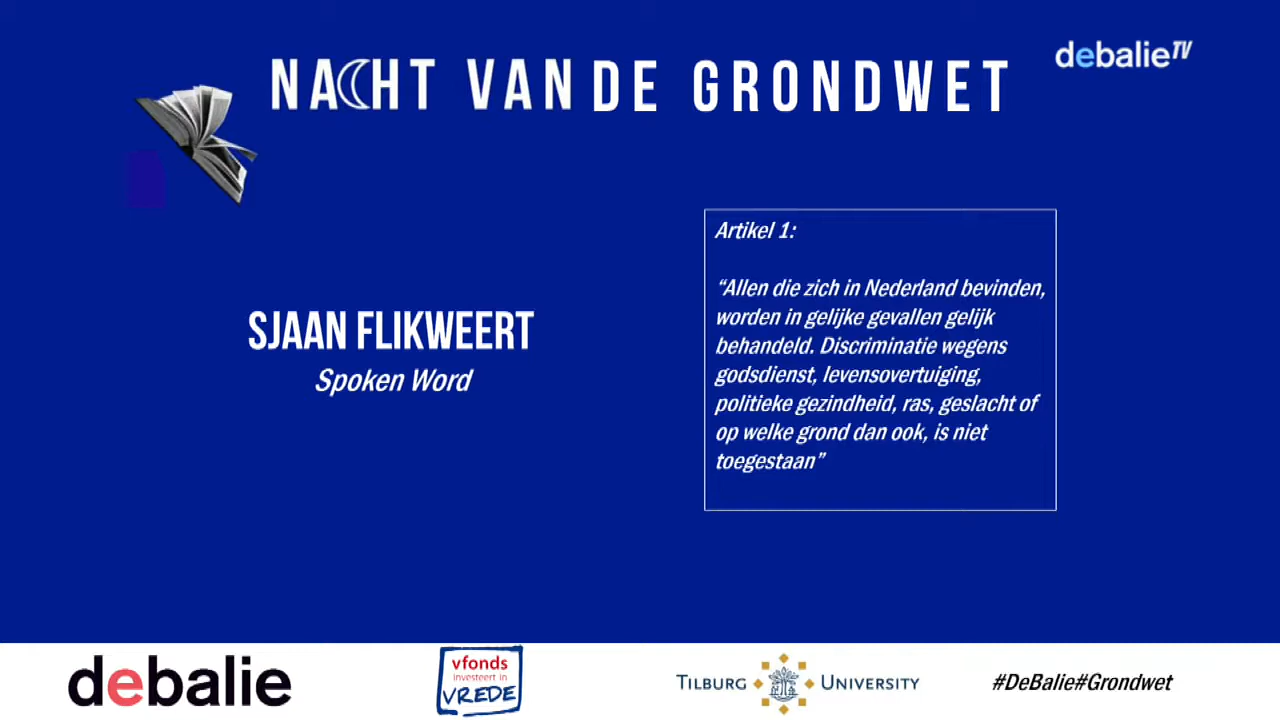 NACHT VAN DE GRONDWET
debalieTV
Artikel 1:
“Allen die zich in Nederland bevinden,
worden in gelijke gevallen gelijk
behandeld. Discriminatie wegens
godsdienst, levensovertuiging,
politieke gezindheid, ras, geslacht of
op welke grond dan ook, is niet
toegestaan”
SJAAN FLIKWEERT
Spoken Word
debalie
vfonds
investeert in
VREDE
TILBURG UNIVERSITY
#DeBalie#Grondwet